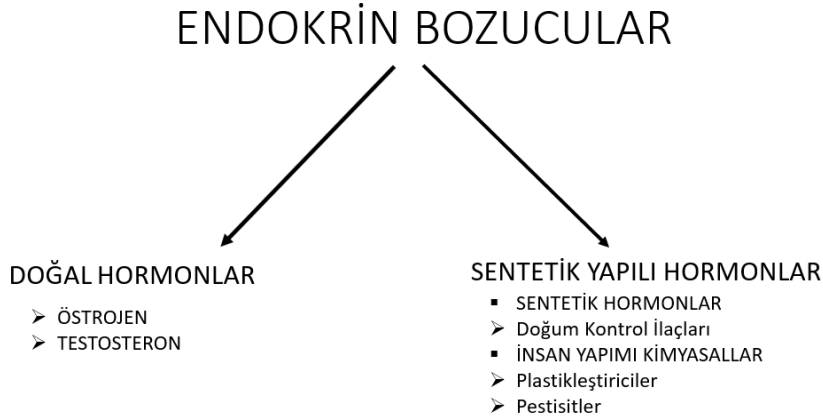 ENDOKRİN BOZUCULAR
DOĞAL HORMONLAR
➢ ÖSTROJEN
➢ TESTOSTERON
SENTETİK YAPILI HORMONLAR
▪ SENTETİK HORMONLAR
➢ Doğum Kontrol İlaçları
▪ İNSAN YAPIMI KİMYASALLAR
➢ Plastikleştiriciler
➢ Pestisitler